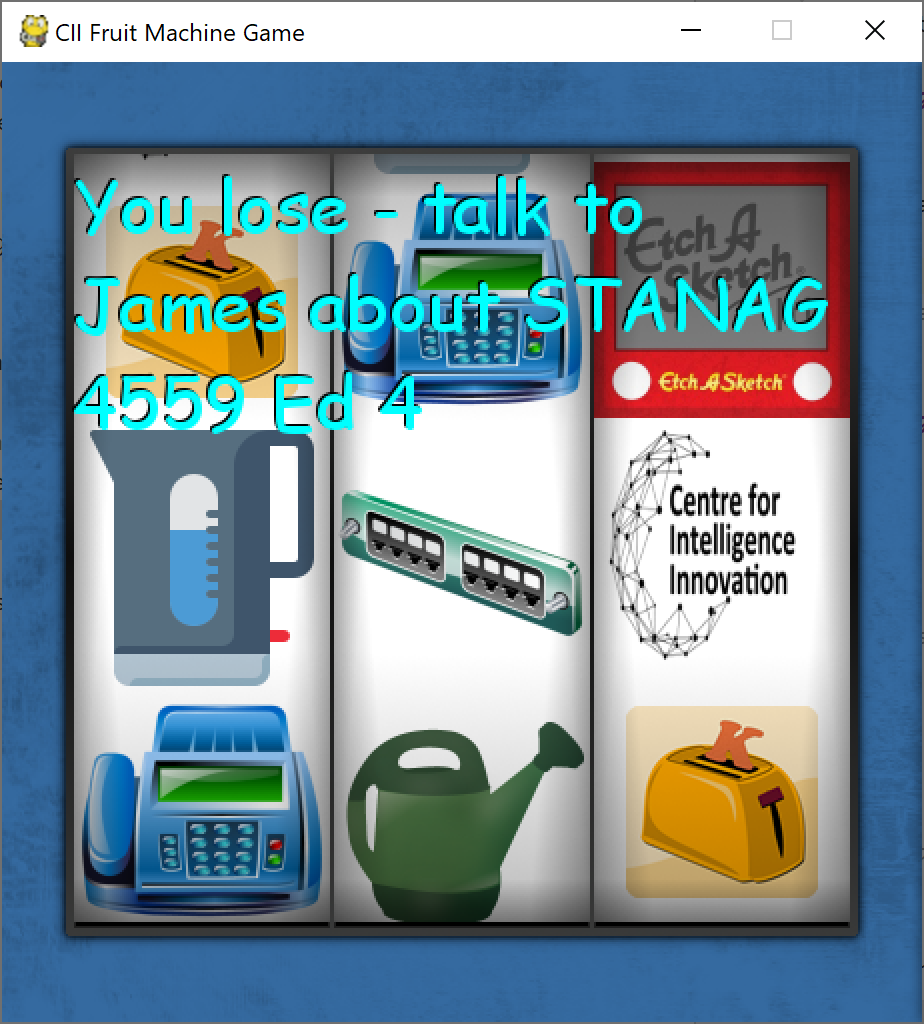 CII Fruit Machine Game
You lose - talk to
James about STANAG
4559 Ed 4
K
Etch A
Sketch®
Etch A Sketch®
Centre for
Intelligence
Innovation
K